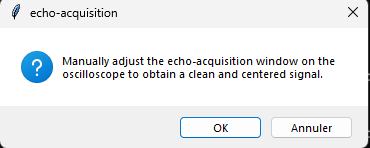 echo-acquisition
Manually adjust the echo-acquisition window on the
oscilloscope to obtain a clean and centered signal.
OK
Annuler